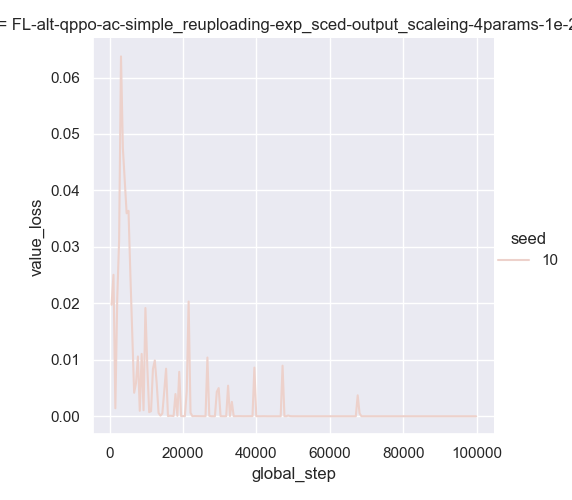 = FL-alt-qppo-ac-simple_reuploading-exp_sced-output_scaleing-4params-1e-2
0.06
0.05
0.04
0.03
0.02
0.01
0.00
value_loss
0 20000 40000 60000 80000 100000
global_step
seed
10